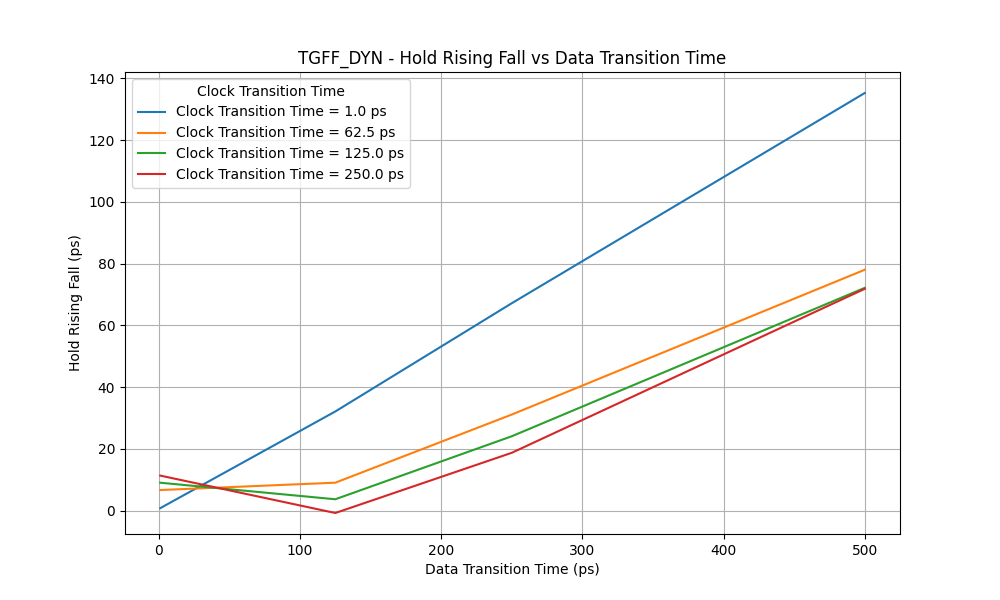 TGFF_DYN - Hold Rising Fall vs Data Transition Time
Clock Transition Time
Clock Transition Time = 1.0 ps
Clock Transition Time = 62.5 ps
Clock Transition Time = 125.0 ps
Clock Transition Time = 250.0 ps
Hold Rising Fall (ps)
140
120
100
80
60
40
20
0
0 100 200 300 400 500
Data Transition Time (ps)